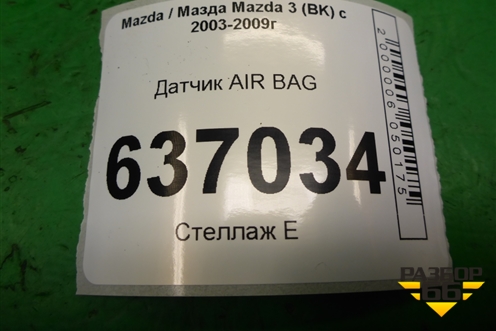 Mazda / Мазда Mazda 3 (BK) с
2003-2009г
Датчик AIR BAG
637034
Стеллаж Е
2000006050175
РАЗБОР
66